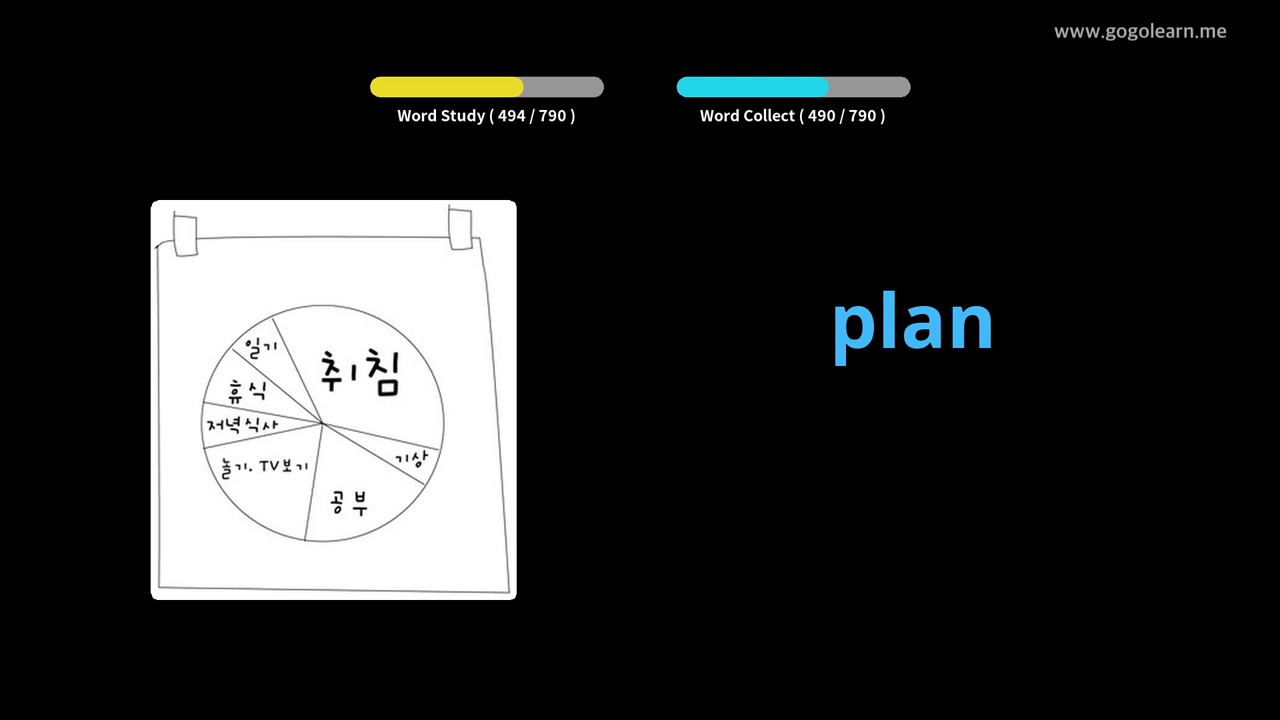 www.gogolearn.me
Word Study ( 494 / 790 )
Word Collect ( 490 / 790 )
plan
일기
취침
휴식
저녁식사
놀기. TV보기
기상
공부